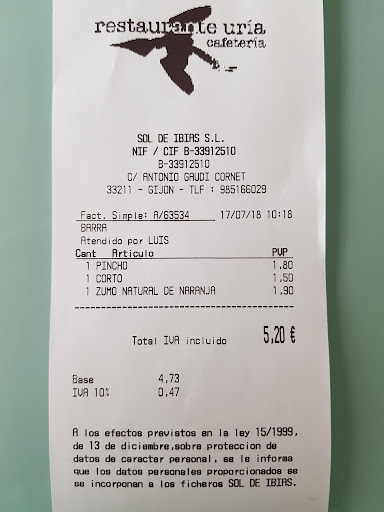 restaurante uría
cafetería
SOL DE IBIAS S.L.
NIF / CIF B-33912510
B-33912510
C/ ANTONIO GAUDI CORNET
33211 - GIJON - TLF : 985166029
Fact. Simple: A/63534 17/07/18 10:18
BARRA
Atendido por LUIS
Cant Articulo PVP
1 PINCHO 1,80
1 CORTO 1,50
1 ZUMO NATURAL DE NARANJA 1,90
Total IVA incluido 5,20 €
Base 4,73
IVA 10% 0,47
A los efectos previstos en la ley 15/1999,
de 13 de diciembre,sobre proteccion de
datos de caracter personal, se le informa
que los datos personales proporcionados se
se incorporan a los ficheros SOL DE IBIAS.